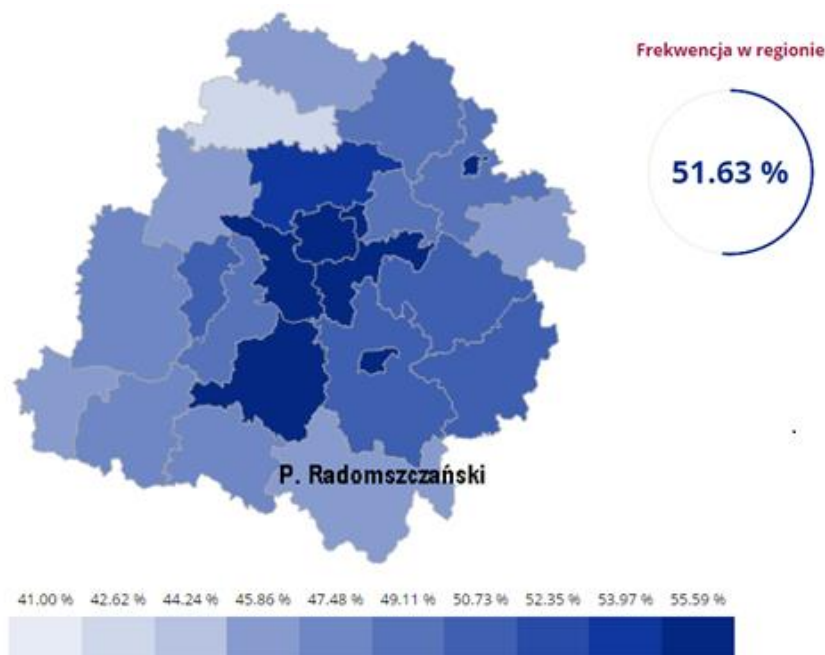 Frekwencja w regionie
51.63 %
P. Radomszczański
41.00 % 42.62 % 44.24 % 45.86 % 47.48 % 49.11 % 50.73 % 52.35 % 53.97 % 55.59 %